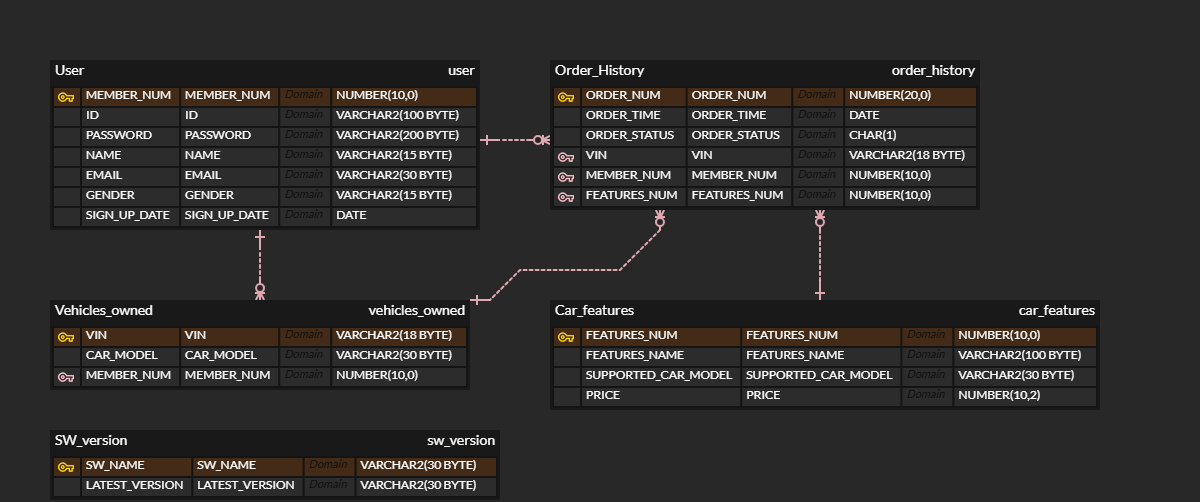 User user
MEMBER_NUM MEMBER_NUM Domain NUMBER(10,0)
ID ID Domain VARCHAR2(100 BYTE)
PASSWORD PASSWORD Domain VARCHAR2(200 BYTE)
NAME NAME Domain VARCHAR2(15 BYTE)
EMAIL EMAIL Domain VARCHAR2(30 BYTE)
GENDER GENDER Domain VARCHAR2(15 BYTE)
SIGN_UP_DATE SIGN_UP_DATE Domain DATE
Order_History order_history
ORDER_NUM ORDER_NUM Domain NUMBER(20,0)
ORDER_TIME ORDER_TIME Domain DATE
ORDER_STATUS ORDER_STATUS Domain CHAR(1)
VIN VIN Domain VARCHAR2(18 BYTE)
MEMBER_NUM MEMBER_NUM Domain NUMBER(10,0)
FEATURES_NUM FEATURES_NUM Domain NUMBER(10,0)
Vehicles_owned vehicles_owned
VIN VIN Domain VARCHAR2(18 BYTE)
CAR_MODEL CAR_MODEL Domain VARCHAR2(30 BYTE)
MEMBER_NUM MEMBER_NUM Domain NUMBER(10,0)
Car_features car_features
FEATURES_NUM FEATURES_NUM Domain NUMBER(10,0)
FEATURES_NAME FEATURES_NAME Domain VARCHAR2(100 BYTE)
SUPPORTED_CAR_MODEL SUPPORTED_CAR_MODEL Domain VARCHAR2(30 BYTE)
PRICE PRICE Domain NUMBER(10,2)
SW_version sw_version
SW_NAME SW_NAME Domain VARCHAR2(30 BYTE)
LATEST_VERSION LATEST_VERSION Domain VARCHAR2(30 BYTE)